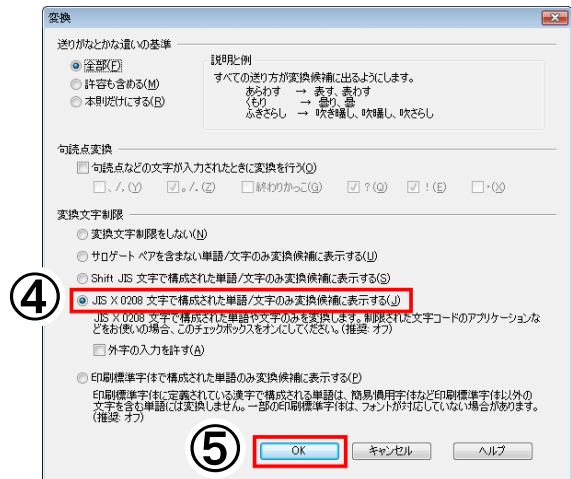 変換
送りがなとかな遣いの基準
全部(F)
許容も含める(M)
本則だけにする(R)
説明と例
すべての送り方が変換候補に出るようにします。
あらわす → 表す、表わす
くもり → 曇り、曇
ふきさらし → 吹き曝し、吹曝し、吹さらし
句読点変換
句読点などの文字が入力されたときに変換を行う(O)
、/，(Y) 。/．(Z) 終わりかっこ(G) ？(Q) ！(E) ・(X)
変換文字制限
変換文字制限をしない(N)
サロゲート ペアを含まない単語/文字のみ変換候補に表示する(U)
Shift JIS 文字で構成された単語/文字のみ変換候補に表示する(S)
④
JIS X 0208 文字で構成された単語/文字のみ変換候補に表示する(J)
JIS X 0208 文字で構成された単語や文字のみを変換します。制限された文字コードのアプリケーションな
どをお使いの場合、このチェックボックスをオンにしてください。(推奨: オフ)
外字の入力を許す(A)
印刷標準字体で構成された単語のみ変換候補に表示する(P)
印刷標準字体に定義されている漢字で構成される単語は、簡易慣用字体など印刷標準字体以外の
文字を含む単語には変換しません。一部の印刷標準字体は、フォントが対応していない場合があります。
(推奨: オフ)
⑤
OK キャンセル ヘルプ